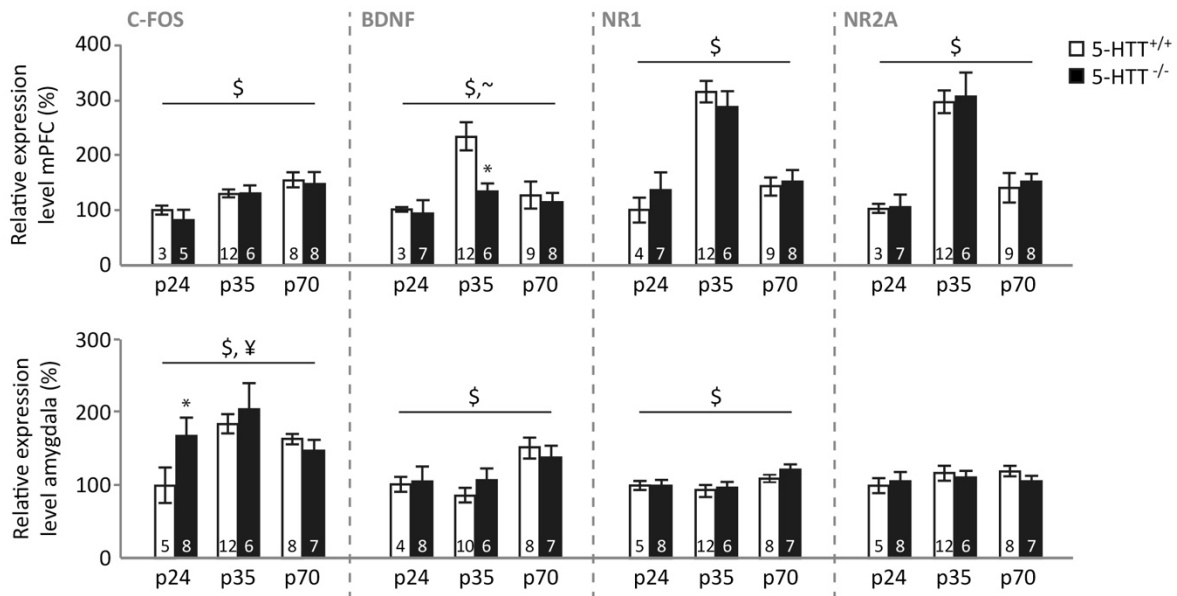 C-FOS BDNF NR1 NR2A
5-HTT+/+
5-HTT -/-
Relative expression
level mPFC (%)
400
300
200
100
0
$ $,~ $ $
*
3 5 12 6 8 8 3 7 12 6 9 8 4 7 12 6 9 8 3 7 12 6 9 8
p24 p35 p70 p24 p35 p70 p24 p35 p70 p24 p35 p70
Relative expression
level amygdala (%)
300
200
100
0
$, ¥ $ $
*
5 8 12 6 8 7 4 8 10 6 8 7 5 8 12 6 8 7 5 8 12 6 8 7
p24 p35 p70 p24 p35 p70 p24 p35 p70 p24 p35 p70